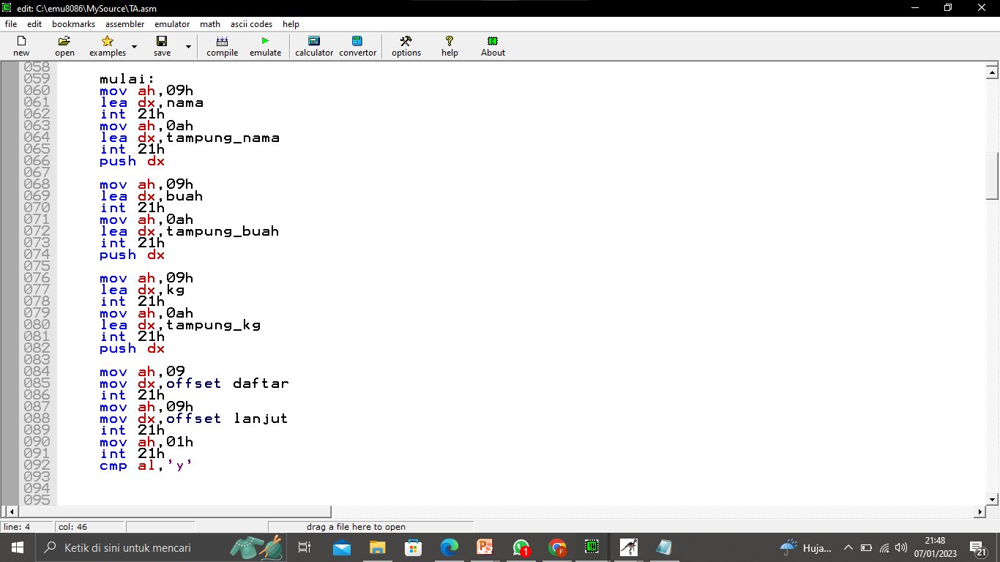 edit: C:\emu8086\MySource\TA.asm
file edit bookmarks assembler emulator math ascii codes help
new open examples save compile emulate calculator convertor options help About
058
059 mulai:
060 mov ah,09h
061 lea dx,nama
062 int 21h
063 mov ah,0ah
064 lea dx,tampung_nama
065 int 21h
066 push dx
067
068 mov ah,09h
069 lea dx,buah
070 int 21h
071 mov ah,0ah
072 lea dx,tampung_buah
073 int 21h
074 push dx
075
076 mov ah,09h
077 lea dx,kg
078 int 21h
079 mov ah,0ah
080 lea dx,tampung_kg
081 int 21h
082 push dx
083
084 mov ah,09
085 mov dx,offset daftar
086 int 21h
087 mov ah,09h
088 mov dx,offset lanjut
089 int 21h
090 mov ah,01h
091 int 21h
092 cmp al,'y'
093
094
095
line: 4 col: 46 drag a file here to open
Ketik di sini untuk mencari
1
Huja...
21:48
07/01/2023
21